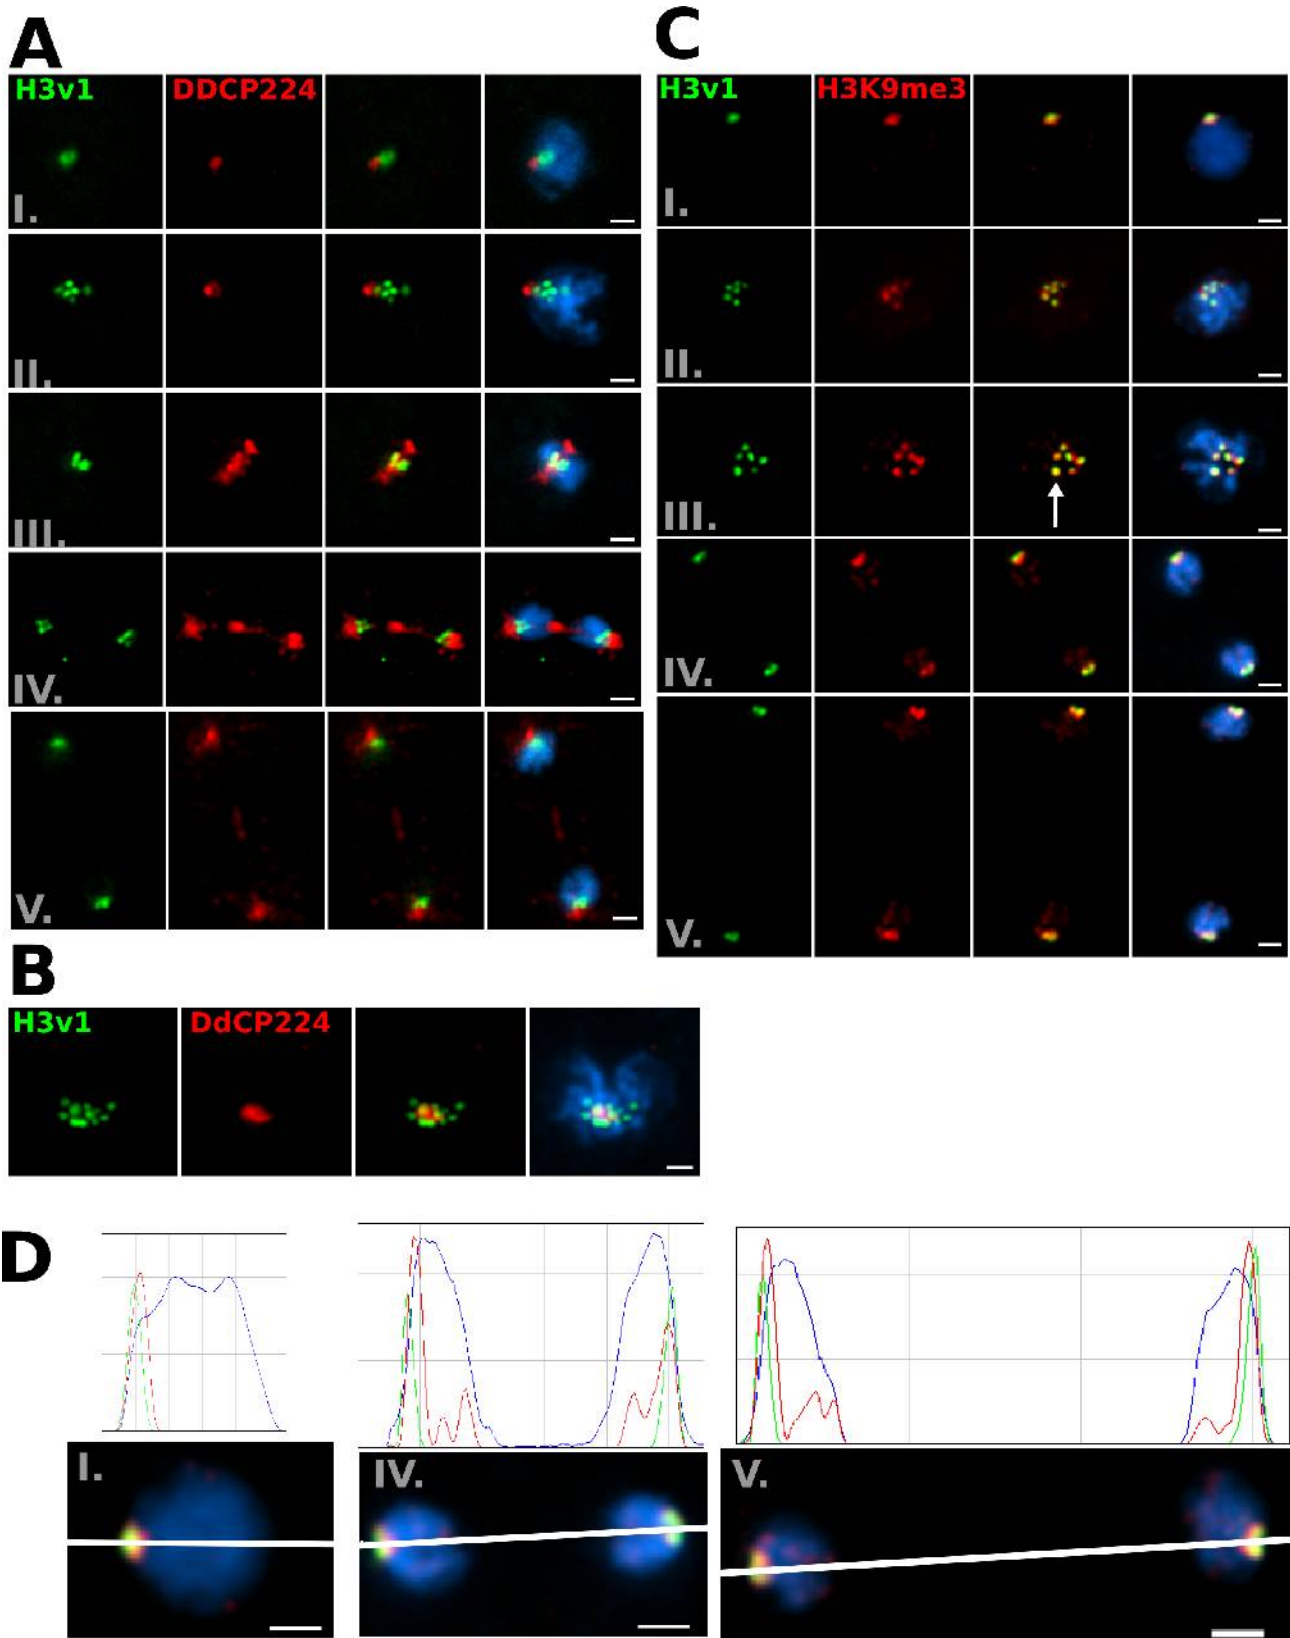 A
H3v1 DDCP224
I.
II.
III.
IV.
V.
B
H3v1 DdCP224
C
H3v1 H3K9me3
I.
II.
III.
IV.
V.
D
I. IV. V.